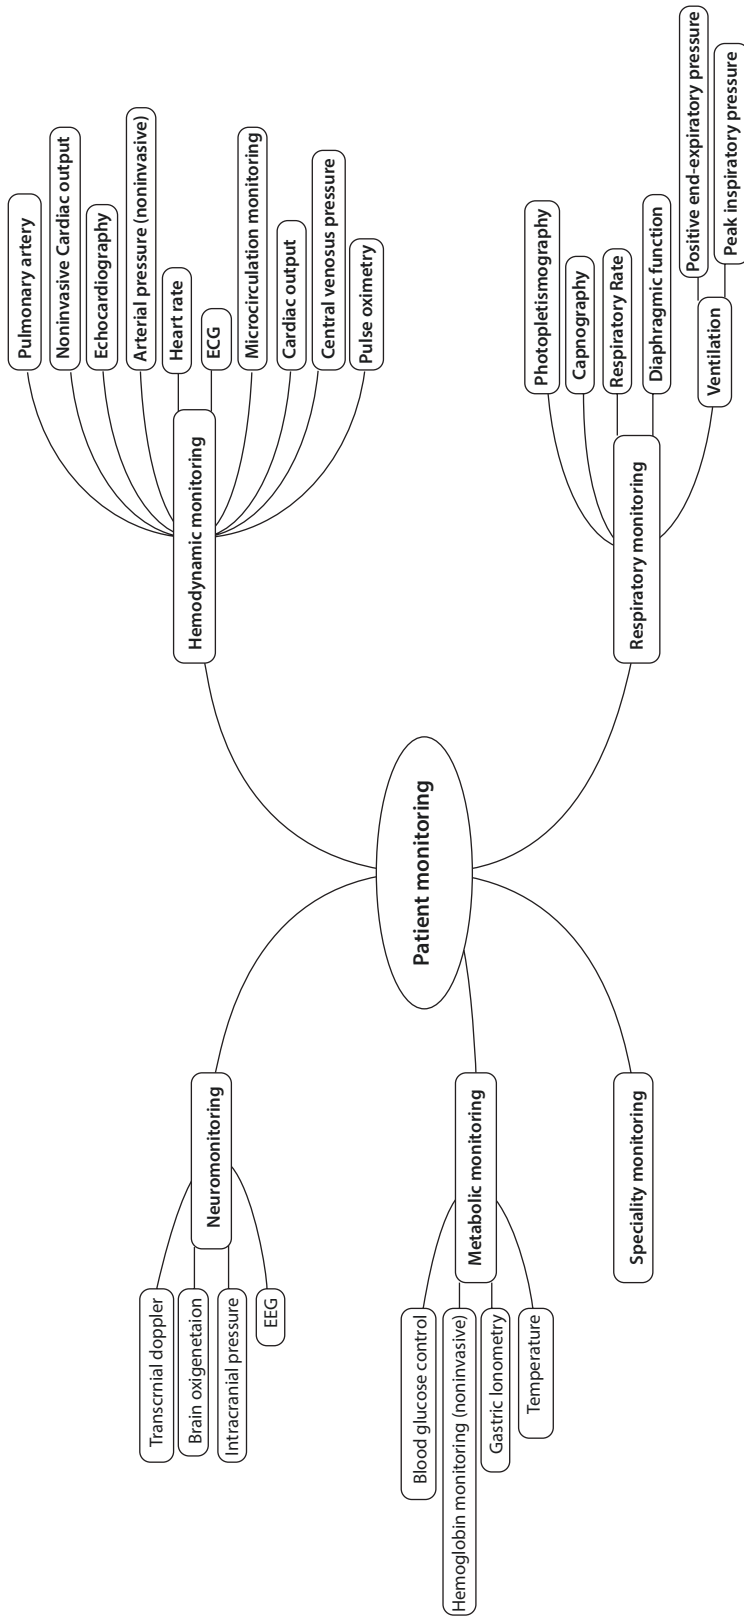 Patient monitoring
Neuromonitoring
Transcrnial doppler
Brain oxigenetaion
Intracranial pressure
EEG
Metabolic monitoring
Blood glucose control
Hemoglobin monitoring (noninvasive)
Gastric lonometry
Temperature
Speciality monitoring
Hemodynamic monitoring
Pulmonary artery
Noninvasive Cardiac output
Echocardiography
Arterial pressure (noninvasive)
Heart rate
ECG
Microcirculation monitoring
Cardiac output
Central venosus pressure
Pulse oximetry
Respiratory monitoring
Photopletismography
Capnography
Respiratory Rate
Diaphragmic function
Ventilation
Positive end-expiratory pressure
Peak inspiratory pressure